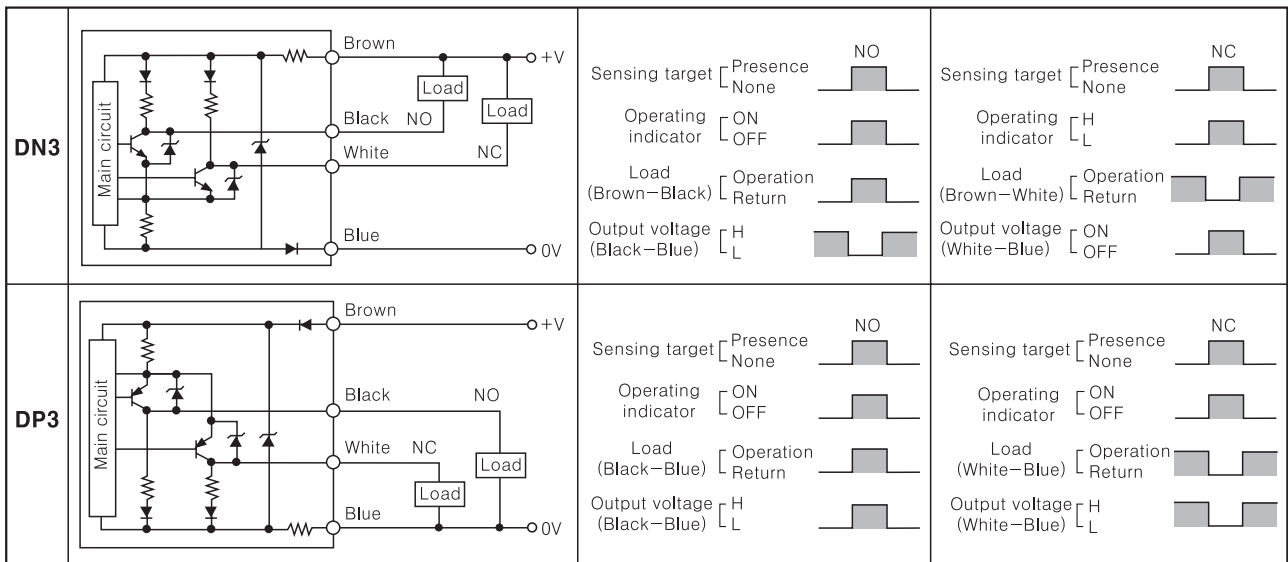 DN3
Main circuit
Brown
+V
Load
Load
Black NO
White NC
Blue
0V
NO
Sensing target Presence
None
Operating indicator ON
OFF
Load (Brown-Black) Operation
Return
Output voltage (Black-Blue) H
L
NC
Sensing target Presence
None
Operating indicator H
L
Load (Brown-White) Operation
Return
Output voltage (White-Blue) ON
OFF
DP3
Main circuit
Brown
+V
Black NO
White NC
Load
Load
Blue
0V
NO
Sensing target Presence
None
Operating indicator ON
OFF
Load (Black-Blue) Operation
Return
Output voltage (Black-Blue) H
L
NC
Sensing target Presence
None
Operating indicator ON
OFF
Load (White-Blue) Operation
Return
Output voltage (White-Blue) H
L